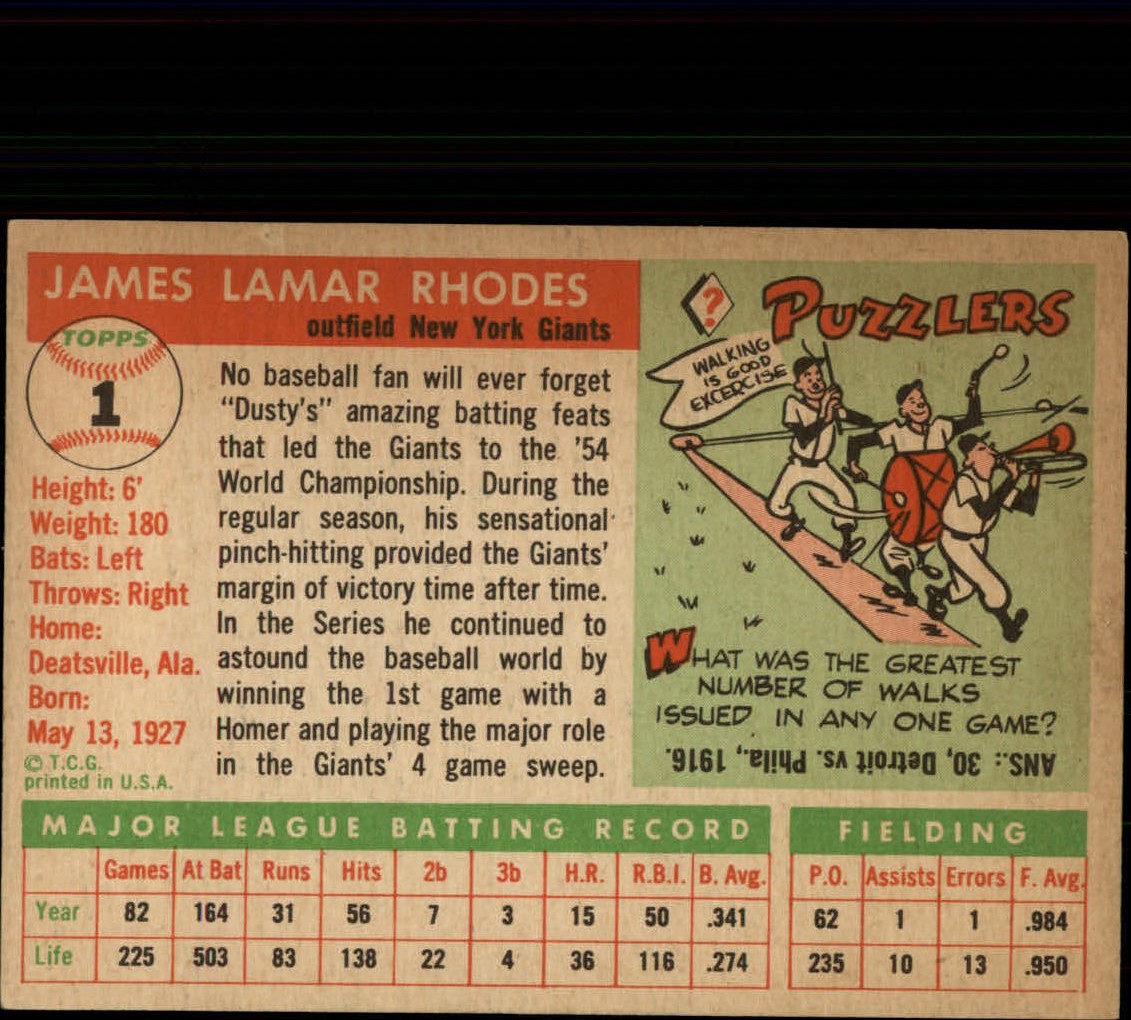 JAMES LAMAR RHODES
outfield New York Giants
TOPPS
1
Height: 6'
Weight: 180
Bats: Left
Throws: Right
Home:
Deatsville, Ala.
Born:
May 13, 1927
© T.C.G.
printed in U.S.A.
No baseball fan will ever forget
"Dusty's" amazing batting feats
that led the Giants to the '54
World Championship. During the
regular season, his sensational
pinch-hitting provided the Giants'
margin of victory time after time.
In the Series he continued to
astound the baseball world by
winning the 1st game with a
Homer and playing the major role
in the Giants' 4 game sweep.
?
PUZZLERS
WALKING
IS GOOD
EXCERCISE
WHAT WAS THE GREATEST
NUMBER OF WALKS
ISSUED IN ANY ONE GAME?
ANS.: 30, Detroit vs. Phila., 1916.
MAJOR LEAGUE BATTING RECORD
Games At Bat Runs Hits 2b 3b H.R. R.B.I. B. Avg.
Year 82 164 31 56 7 3 15 50 .341
Life 225 503 83 138 22 4 36 116 .274
FIELDING
P.O. Assists Errors F. Avg.
62 1 1 .984
235 10 13 .950